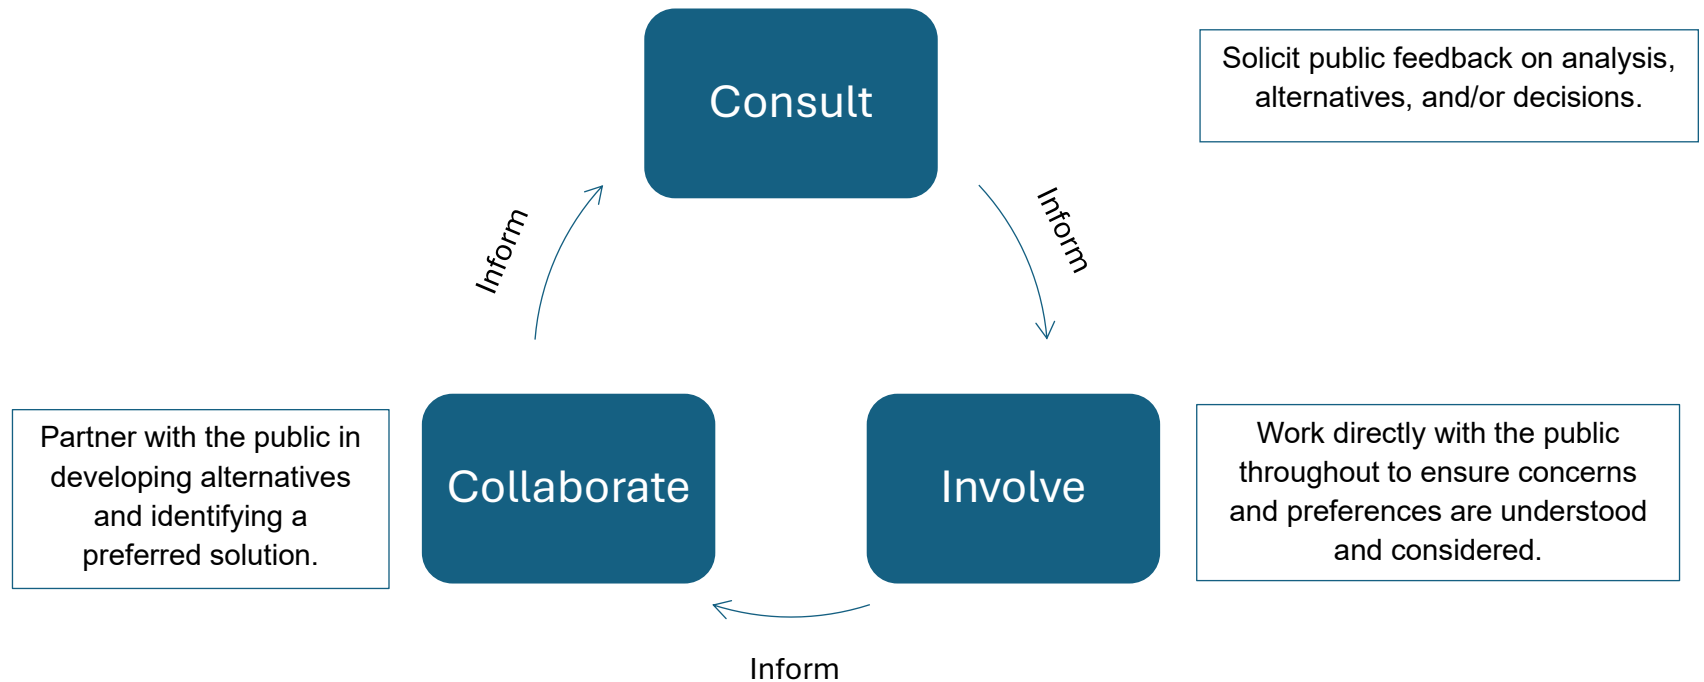 Consult
Solicit public feedback on analysis,
alternatives, and/or decisions.
Inform
Inform
Partner with the public in
developing alternatives
and identifying a
preferred solution.
Collaborate
Involve
Work directly with the public
throughout to ensure concerns
and preferences are understood
and considered.
Inform